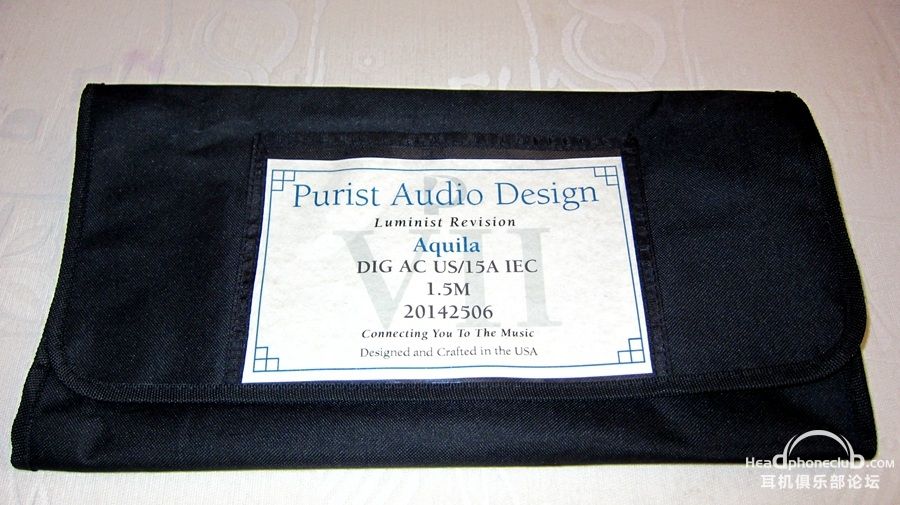 Purist Audio Design
Luminist Revision
Aquila
DIG AC US/15A IEC
1.5M
20142506
Connecting You To The Music
Designed and Crafted in the USA
VII
Headphoneclub.com
耳机俱乐部论坛